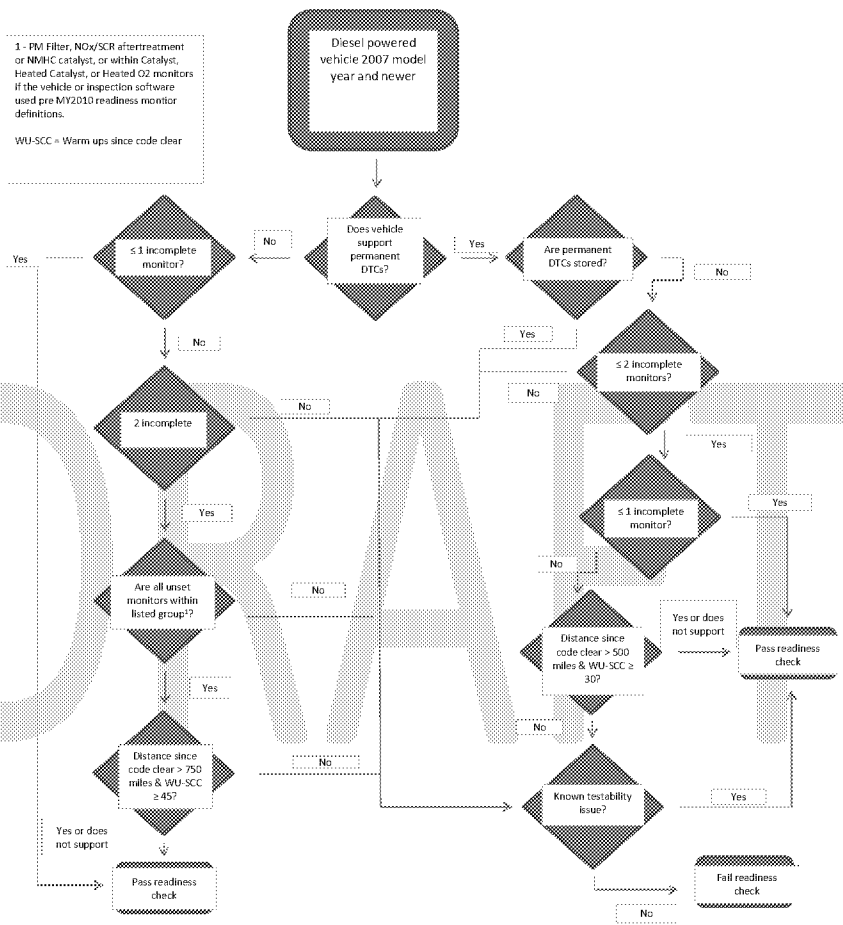 1 - PM Filter, NOx/SCR aftertreatment
or NMHC catalyst, or within Catalyst,
Heated Catalyst, or Heated O2 monitors
if the vehicle or inspection software
used pre MY2010 readiness montior
definitions.
WU-SCC = Warm ups since code clear
Diesel powered
vehicle 2007 model
year and newer
Yes
≤ 1 incomplete
monitor?
No
Does vehicle
support
permanent
DTCs?
Yes
Are permanent
DTCs stored?
No
No
Yes
≤ 2 incomplete
monitors?
2 incomplete
No
No
Yes
Yes
≤ 1 incomplete
monitor?
Yes
No
Are all unset
monitors within
listed group¹?
No
Yes
Distance since
code clear > 500
miles & WU-SCC ≥
30?
Yes or does
not support
Pass readiness
check
No
Distance since
code clear > 750
miles & WU-SCC
≥ 45?
No
Known testability
issue?
Yes
Yes or does
not support
Pass readiness
check
No
Fail readiness
check
DRAFT